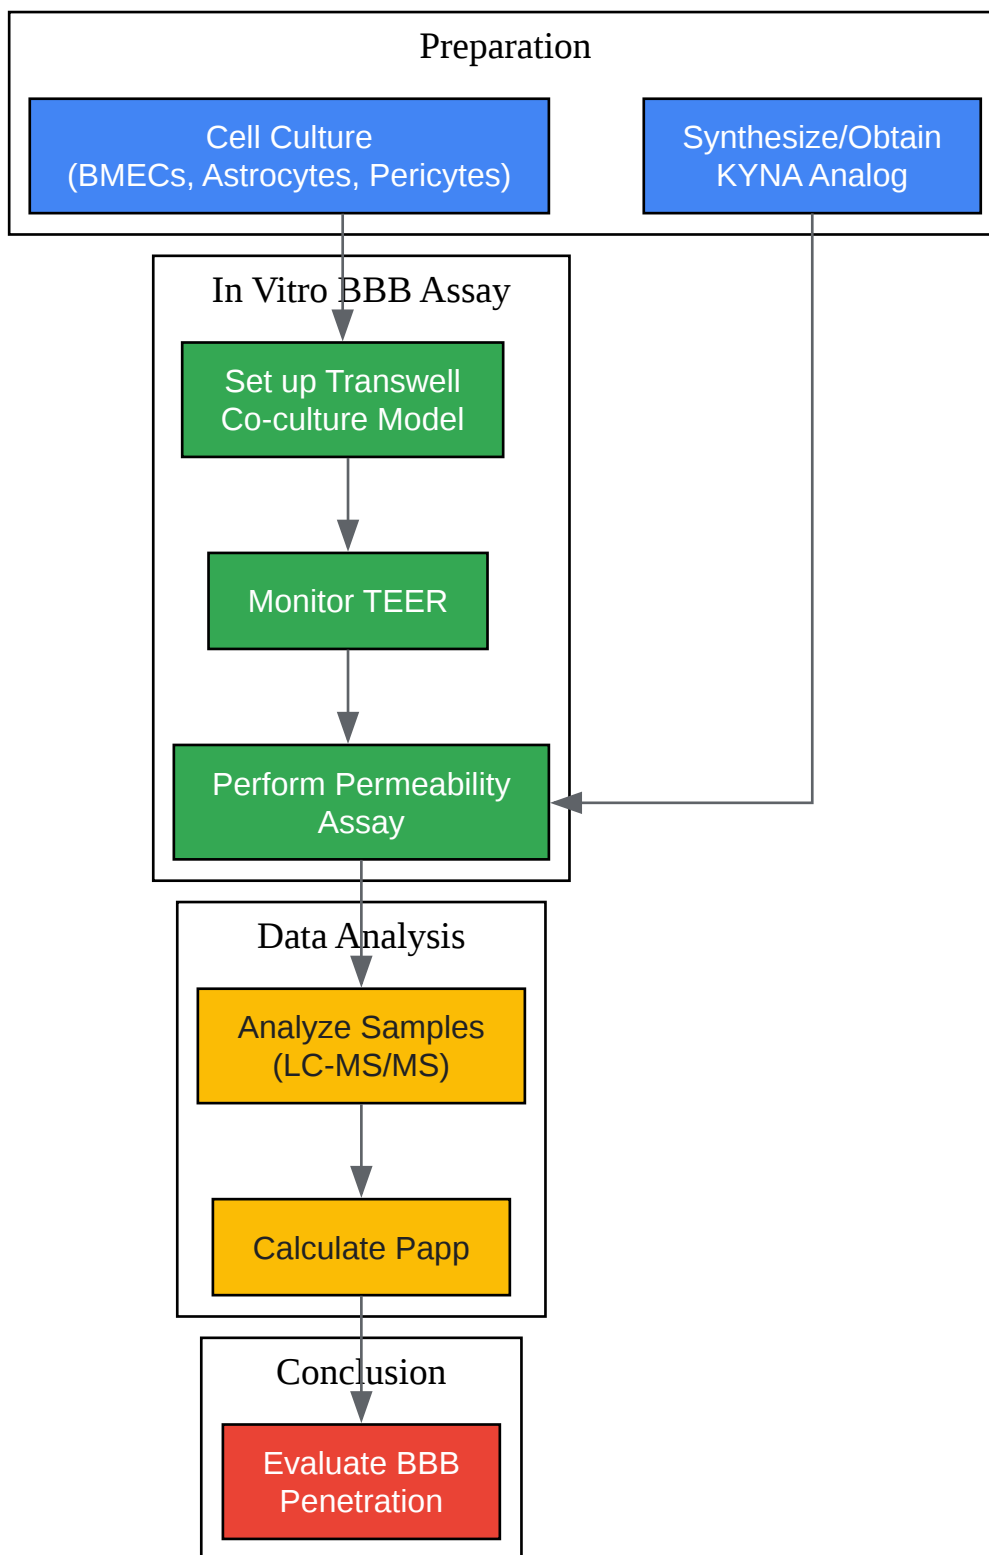 Preparation
Cell Culture
(BMECs, Astrocytes, Pericytes)
Synthesize/Obtain
KYNA Analog
In Vitro BBB Assay
Set up Transwell
Co-culture Model
Monitor TEER
Perform Permeability
Assay
Data Analysis
Analyze Samples
(LC-MS/MS)
Calculate Papp
Conclusion
Evaluate BBB
Penetration